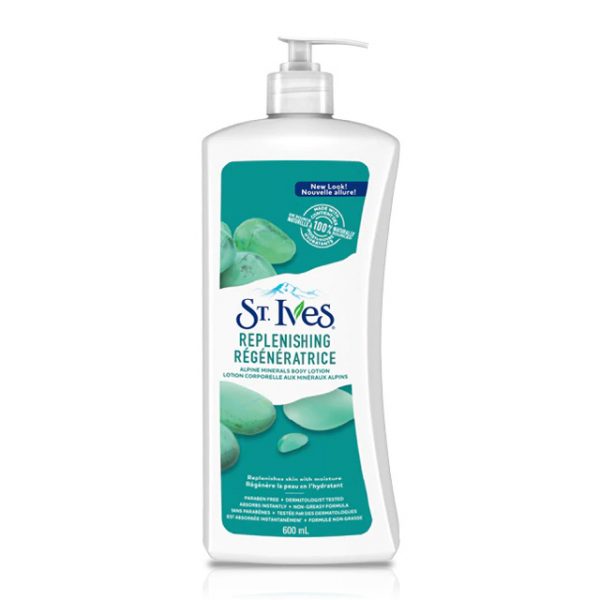 New Look!
Nouvelle allure!
MADE WITH
100%
ST. IVES
REPLENISHING
RÉGÉNÉRATRICE
ALPINE MINERALS BODY LOTION
LOTION CORPORELLE AUX MINÉRAUX ALPINS
Replenishes skin with moisture
Régénère la peau en l'hydratant
PARABEN FREE • DERMATOLOGIST TESTED
ABSORBS INSTANTLY • NON-GREASY FORMULA
SANS PARABÈNES • TESTÉE PAR DES DERMATOLOGUES
EST ABSORBÉE INSTANTANÉMENT • FORMULE NON GRASSE
600 mL